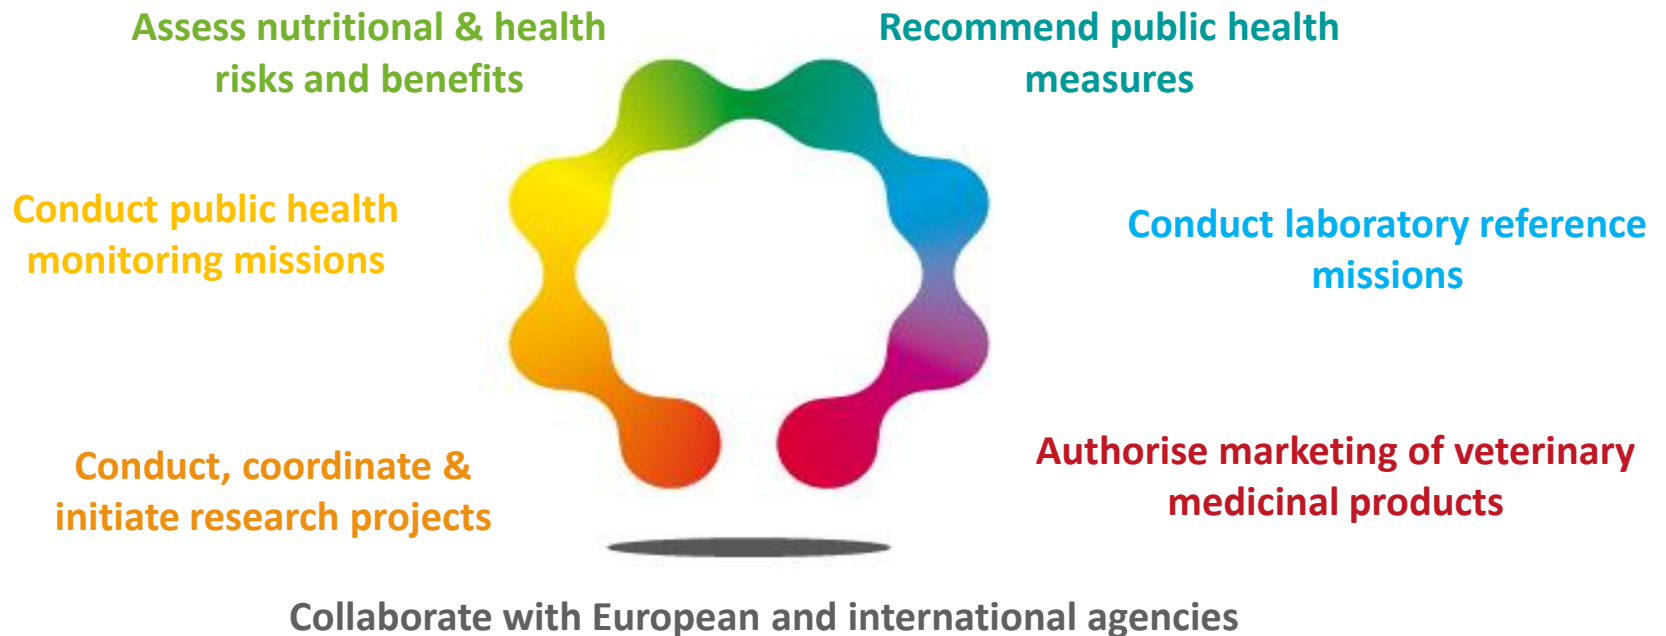 Assess nutritional & health
risks and benefits
Recommend public health
measures
Conduct public health
monitoring missions
Conduct laboratory reference
missions
Conduct, coordinate &
initiate research projects
Authorise marketing of veterinary
medicinal products
Collaborate with European and international agencies